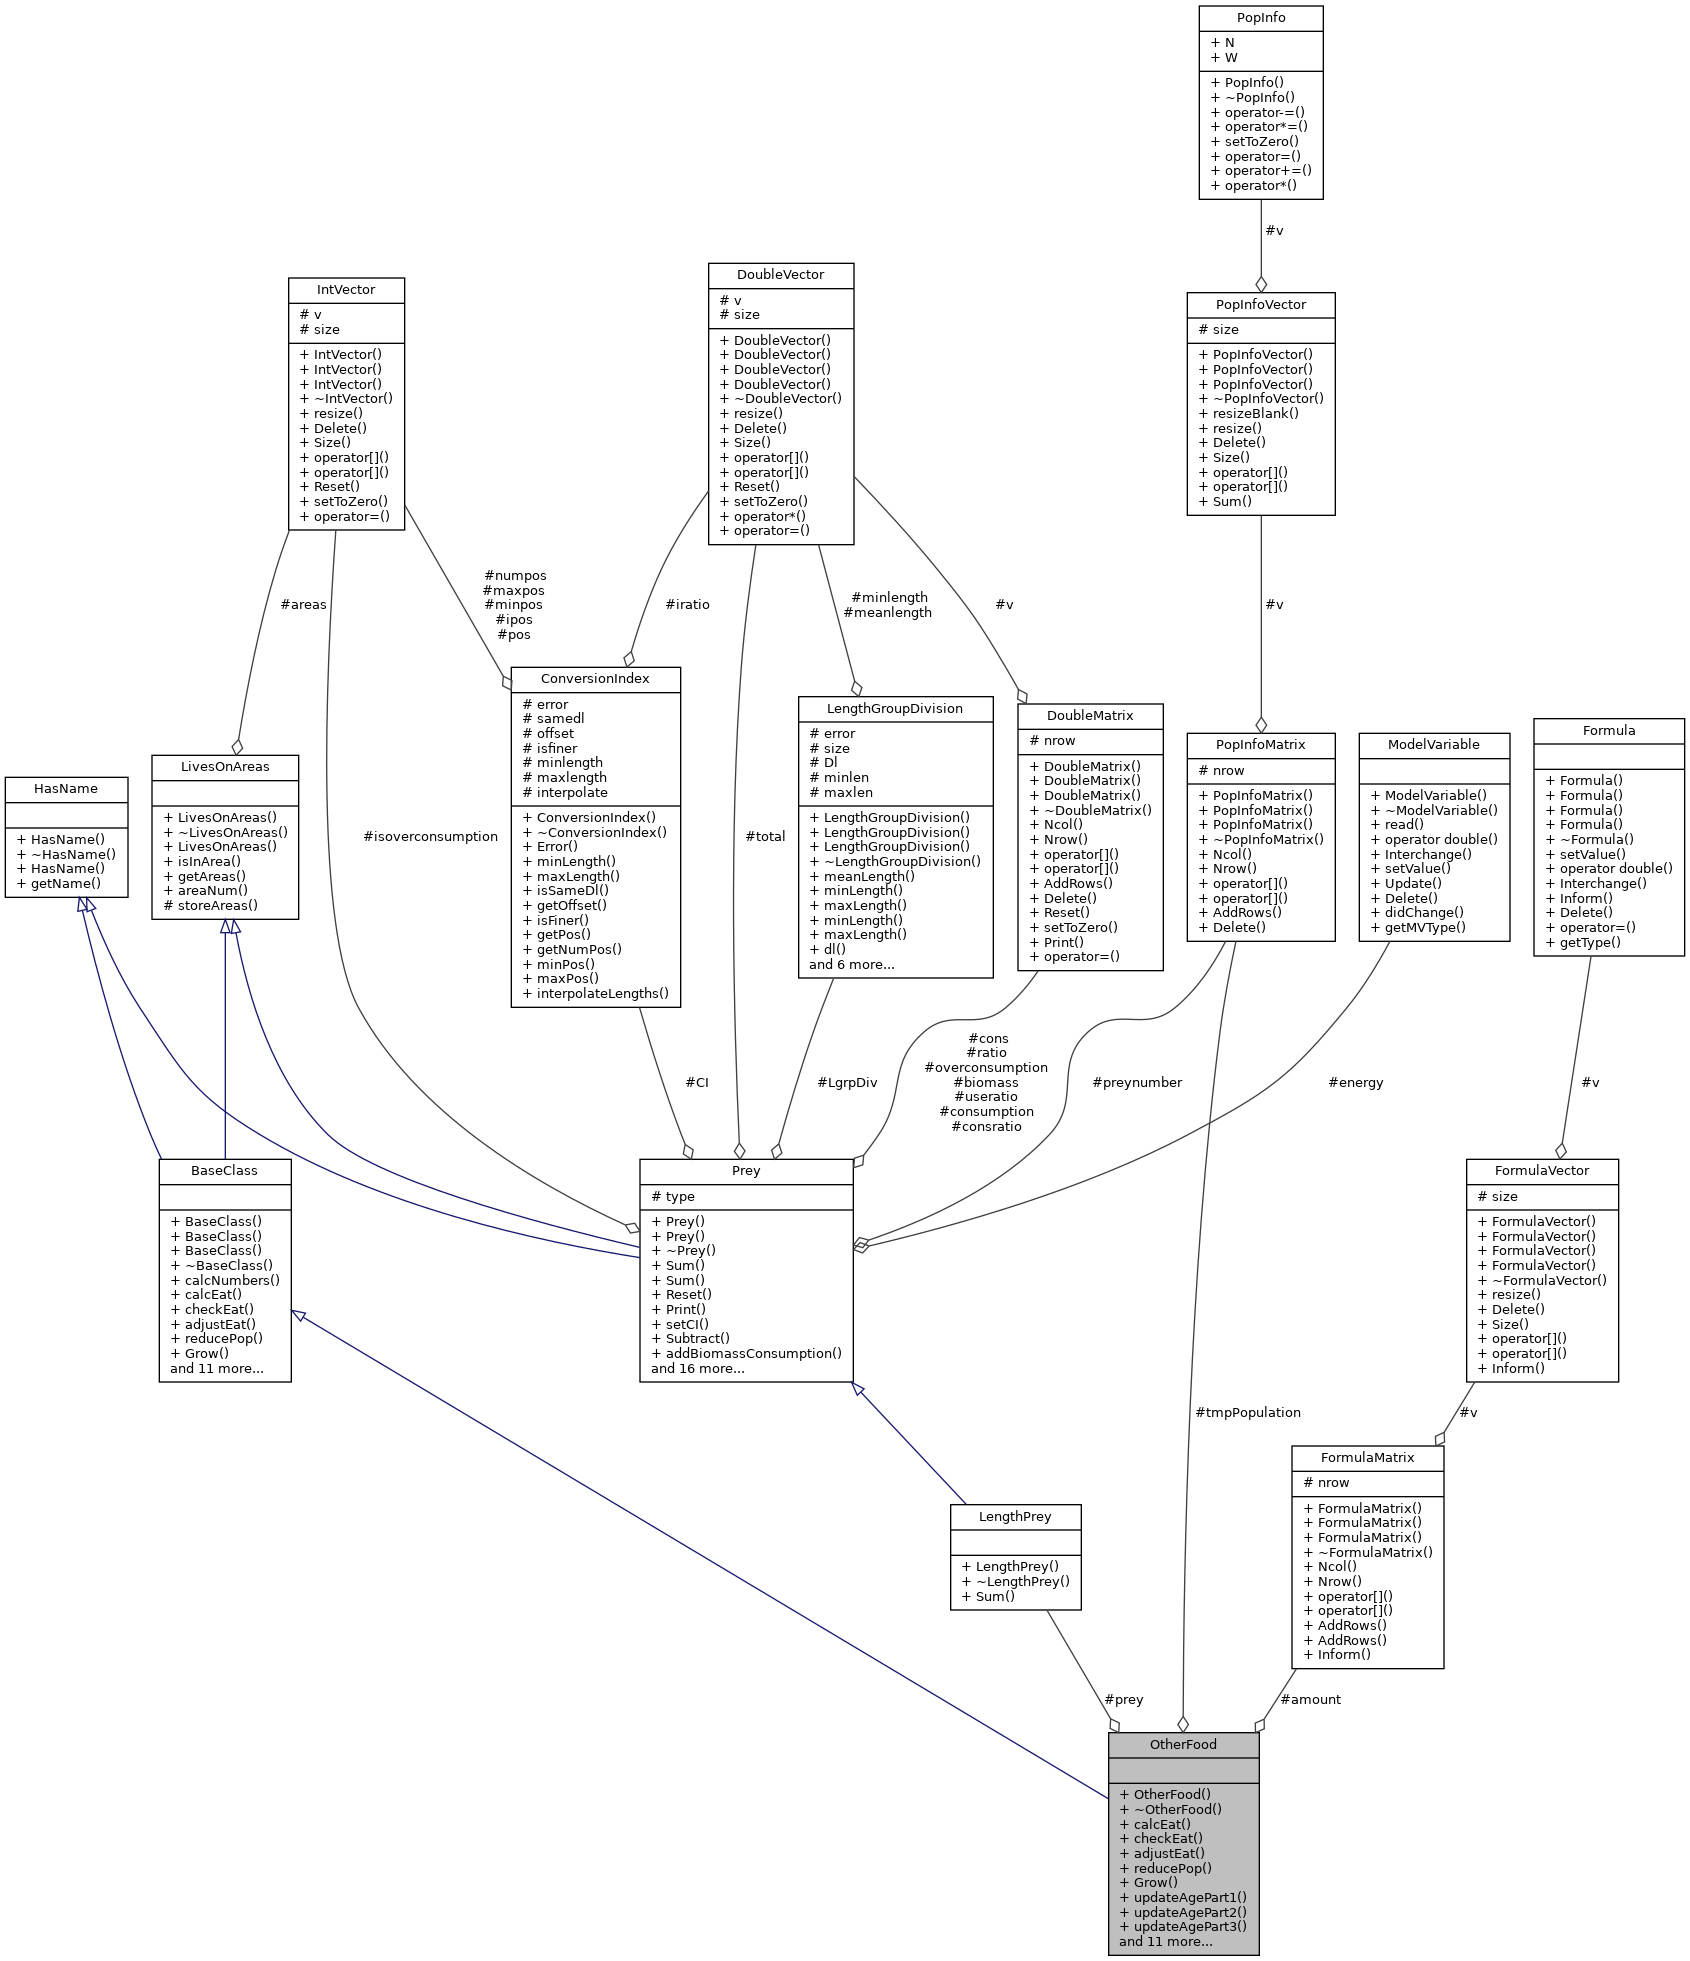 PopInfo
+ N
+ W
+ PopInfo()
+ ~PopInfo()
+ operator-=()
+ operator*=()
+ setToZero()
+ operator=()
+ operator+=()
+ operator*()
#v
IntVector
# v
# size
+ IntVector()
+ IntVector()
+ IntVector()
+ ~IntVector()
+ resize()
+ Delete()
+ Size()
+ operator[]()
+ operator[]()
+ Reset()
+ setToZero()
+ operator=()
DoubleVector
# v
# size
+ DoubleVector()
+ DoubleVector()
+ DoubleVector()
+ DoubleVector()
+ ~DoubleVector()
+ resize()
+ Delete()
+ Size()
+ operator[]()
+ operator[]()
+ Reset()
+ setToZero()
+ operator*()
+ operator=()
PopInfoVector
# size
+ PopInfoVector()
+ PopInfoVector()
+ PopInfoVector()
+ ~PopInfoVector()
+ resizeBlank()
+ resize()
+ Delete()
+ Size()
+ operator[]()
+ operator[]()
+ Sum()
#areas
#numpos
#maxpos
#minpos
#ipos
#pos
#iratio
#minlength
#meanlength
#v
#v
HasName
+ HasName()
+ ~HasName()
+ HasName()
+ getName()
LivesOnAreas
+ LivesOnAreas()
+ ~LivesOnAreas()
+ LivesOnAreas()
+ isInArea()
+ getAreas()
+ areaNum()
# storeAreas()
#isoverconsumption
ConversionIndex
# error
# samedl
# offset
# isfiner
# minlength
# maxlength
# interpolate
+ ConversionIndex()
+ ~ConversionIndex()
+ Error()
+ minLength()
+ maxLength()
+ isSameDl()
+ getOffset()
+ isFiner()
+ getPos()
+ getNumPos()
+ minPos()
+ maxPos()
+ interpolateLengths()
#total
LengthGroupDivision
# error
# size
# Dl
# minlen
# maxlen
+ LengthGroupDivision()
+ LengthGroupDivision()
+ LengthGroupDivision()
+ ~LengthGroupDivision()
+ meanLength()
+ minLength()
+ maxLength()
+ minLength()
+ maxLength()
+ dl()
and 6 more...
DoubleMatrix
# nrow
+ DoubleMatrix()
+ DoubleMatrix()
+ DoubleMatrix()
+ ~DoubleMatrix()
+ Ncol()
+ Nrow()
+ operator[]()
+ operator[]()
+ AddRows()
+ Delete()
+ Reset()
+ setToZero()
+ Print()
+ operator=()
PopInfoMatrix
# nrow
+ PopInfoMatrix()
+ PopInfoMatrix()
+ PopInfoMatrix()
+ ~PopInfoMatrix()
+ Ncol()
+ Nrow()
+ operator[]()
+ operator[]()
+ AddRows()
+ Delete()
ModelVariable
+ ModelVariable()
+ ~ModelVariable()
+ read()
+ operator double()
+ Interchange()
+ setValue()
+ Update()
+ Delete()
+ didChange()
+ getMVType()
Formula
+ Formula()
+ Formula()
+ Formula()
+ Formula()
+ ~Formula()
+ setValue()
+ operator double()
+ Interchange()
+ Inform()
+ Delete()
+ operator=()
+ getType()
#CI
#LgrpDiv
#cons
#ratio
#overconsumption
#biomass
#useratio
#consumption
#consratio
#preynumber
#energy
#v
BaseClass
+ BaseClass()
+ BaseClass()
+ BaseClass()
+ ~BaseClass()
+ calcNumbers()
+ calcEat()
+ checkEat()
+ adjustEat()
+ reducePop()
+ Grow()
and 11 more...
Prey
# type
+ Prey()
+ Prey()
+ ~Prey()
+ Sum()
+ Sum()
+ Reset()
+ Print()
+ setCI()
+ Subtract()
+ addBiomassConsumption()
and 16 more...
FormulaVector
# size
+ FormulaVector()
+ FormulaVector()
+ FormulaVector()
+ FormulaVector()
+ ~FormulaVector()
+ resize()
+ Delete()
+ Size()
+ operator[]()
+ operator[]()
+ Inform()
#tmpPopulation
#v
LengthPrey
+ LengthPrey()
+ ~LengthPrey()
+ Sum()
FormulaMatrix
# nrow
+ FormulaMatrix()
+ FormulaMatrix()
+ FormulaMatrix()
+ ~FormulaMatrix()
+ Ncol()
+ Nrow()
+ operator[]()
+ operator[]()
+ AddRows()
+ AddRows()
+ Inform()
#prey
#amount
OtherFood
+ OtherFood()
+ ~OtherFood()
+ calcEat()
+ checkEat()
+ adjustEat()
+ reducePop()
+ Grow()
+ updateAgePart1()
+ updateAgePart2()
+ updateAgePart3()
and 11 more...